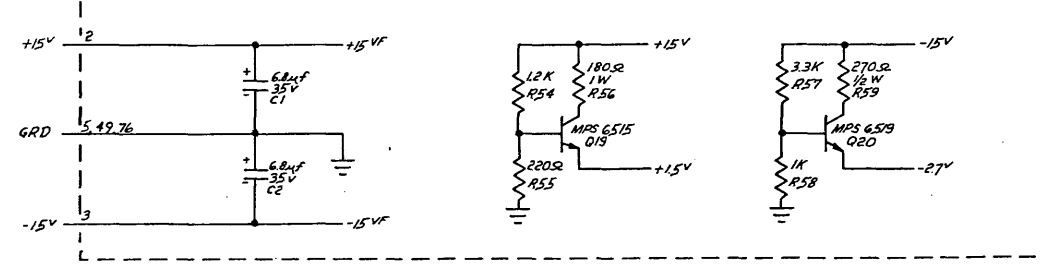 +15V 2 +15VF
+
6.8µf
35V
C1
-
GRD 5,49,76
+
6.8µf
35V
C2
-
-15V 3 -15VF
+15V
1.2K
R54
180Ω
1W
R56
MPS 6515
Q19
220Ω
R55
+1.5V
-15V
3.3K
R57
270Ω
1/2 W
R59
MPS 6519
Q20
1K
R58
-2.7V